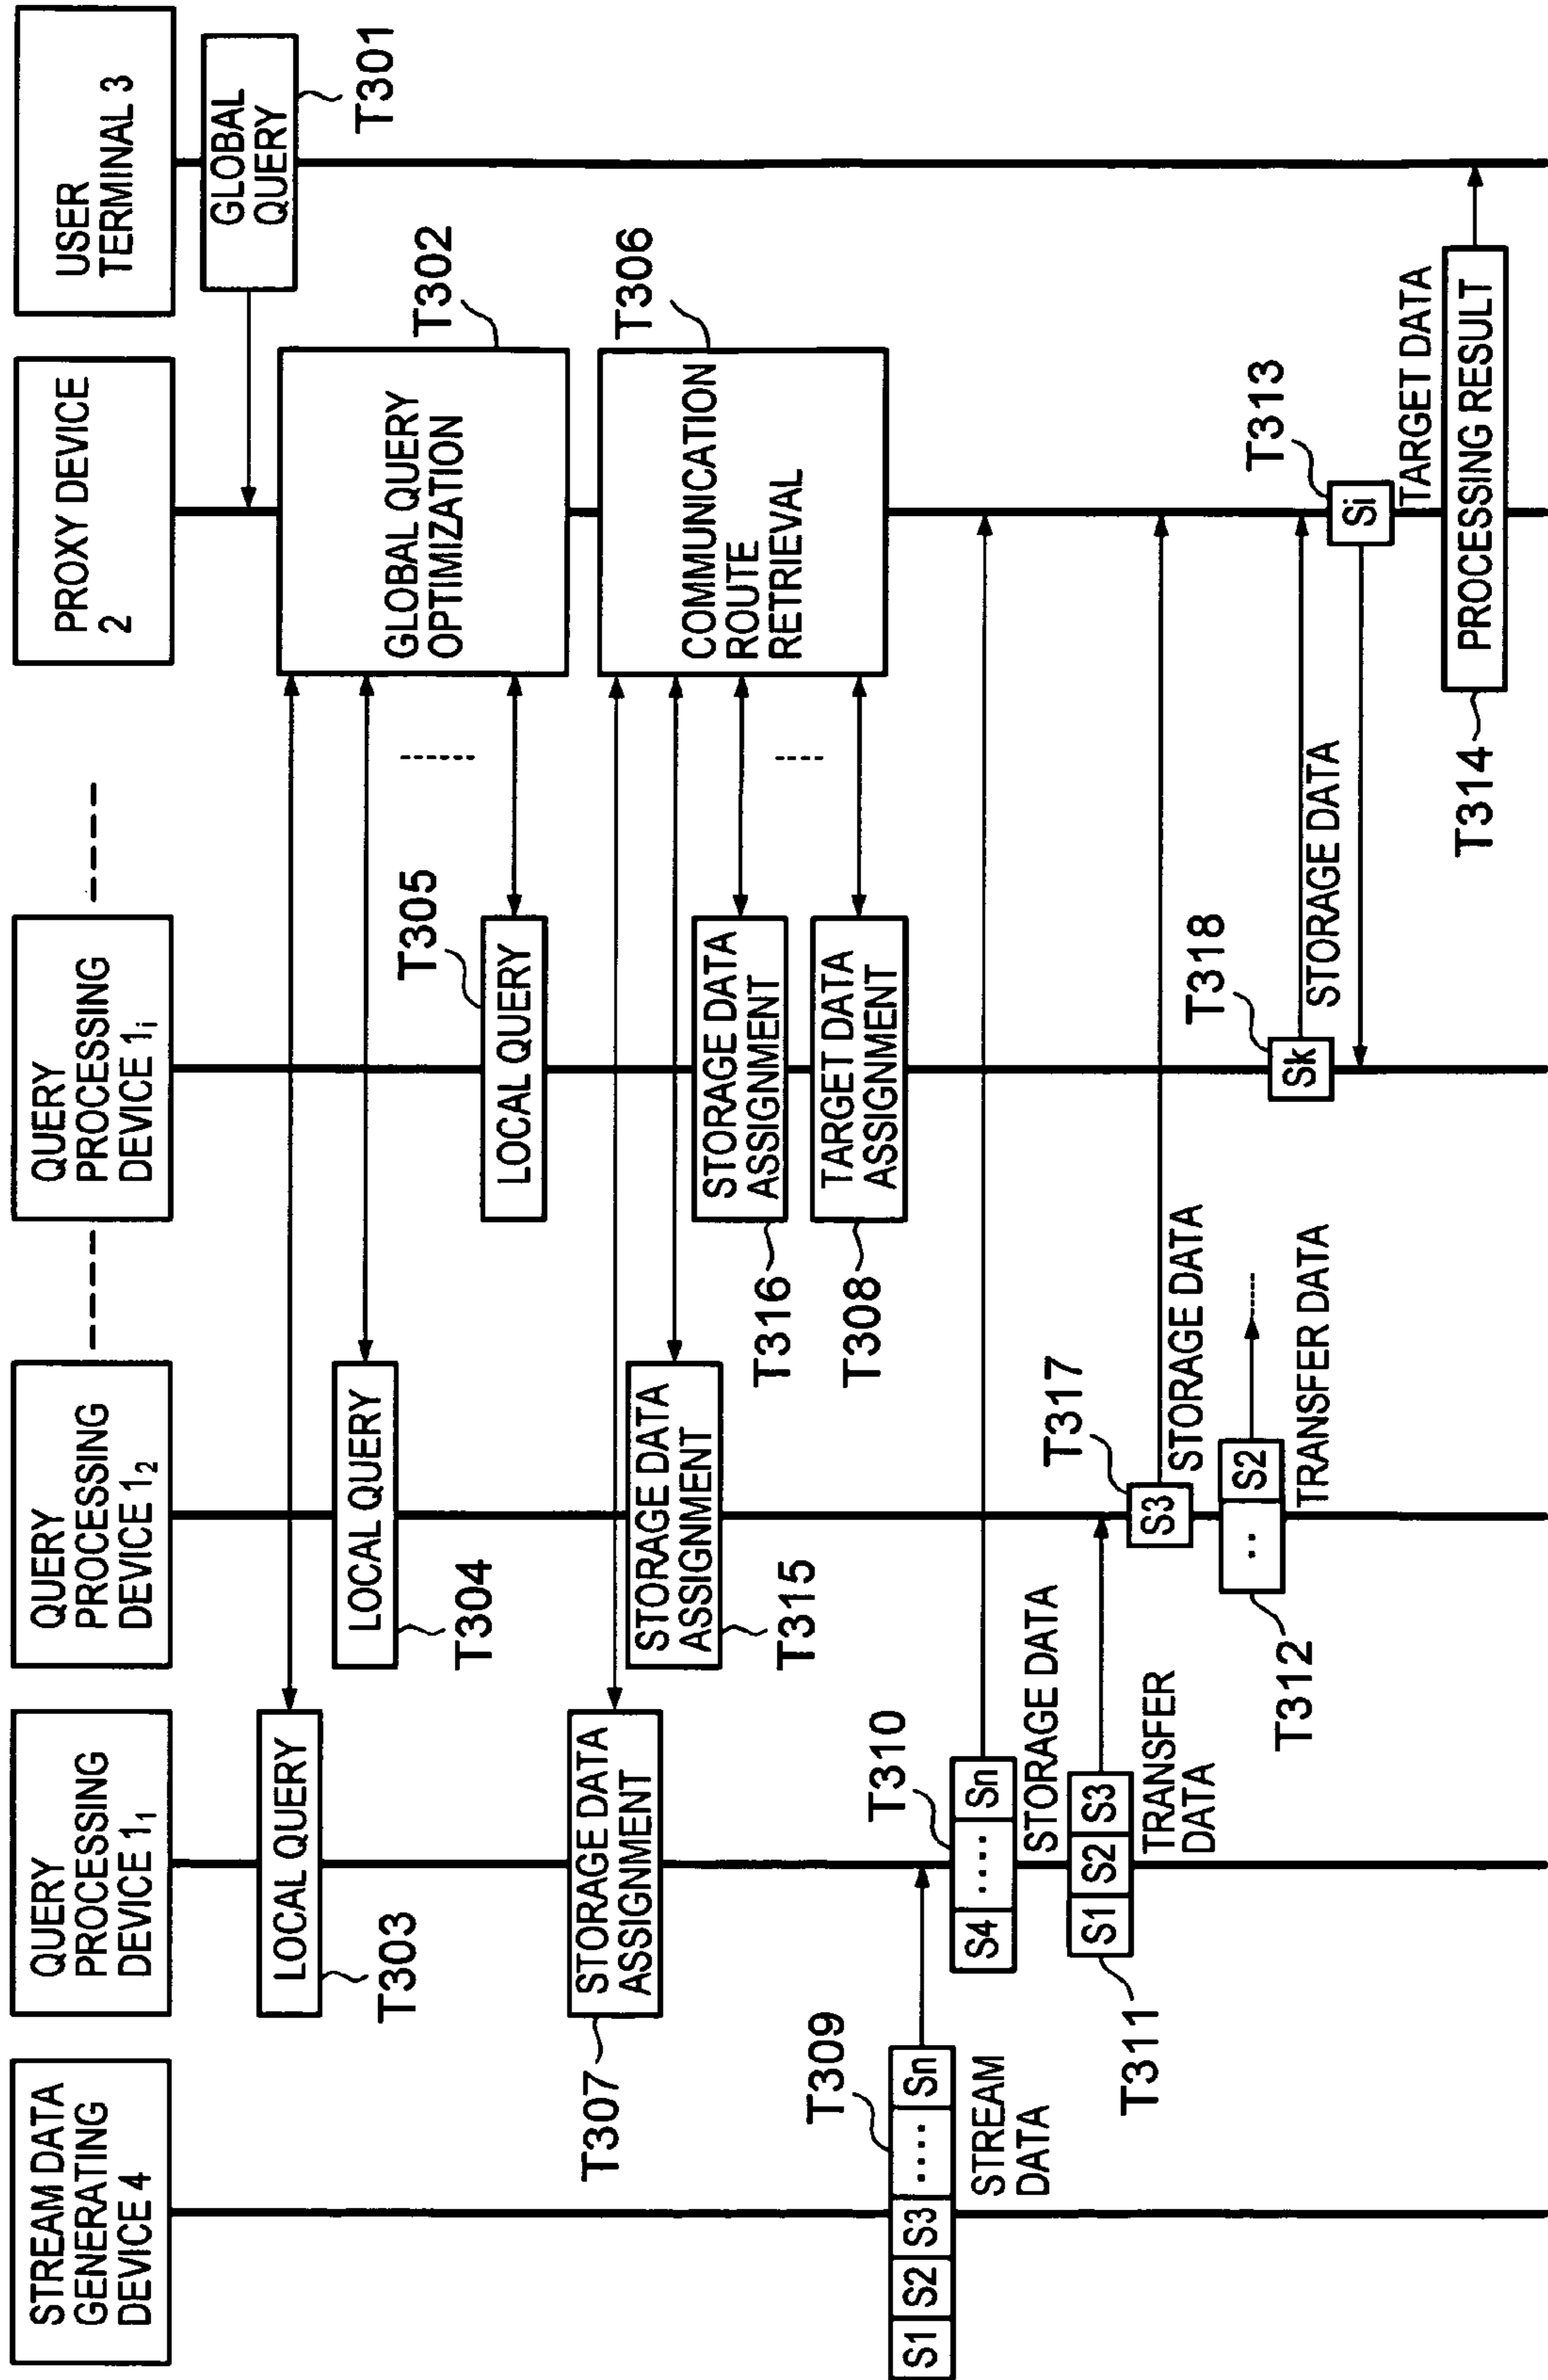 STREAM DATA
GENERATING
DEVICE 4
QUERY
PROCESSING
DEVICE 1₁
QUERY
PROCESSING
DEVICE 1₂
QUERY
PROCESSING
DEVICE 1ᵢ
PROXY DEVICE
2
USER
TERMINAL 3
GLOBAL
QUERY
T301
LOCAL QUERY
T303
GLOBAL QUERY
OPTIMIZATION
T302
LOCAL QUERY
T304
LOCAL QUERY
T305
STORAGE DATA
ASSIGNMENT
T307
COMMUNICATION
ROUTE
RETRIEVAL
T306
STORAGE DATA
ASSIGNMENT
T315
STORAGE DATA
ASSIGNMENT
T316
TARGET DATA
ASSIGNMENT
T308
T309
S1 S2 S3 .... Sn
STREAM
DATA
T310
S4 .... Sn
STORAGE DATA
S1 S2 S3
T311
TRANSFER
DATA
T317
S3
STORAGE DATA
.. S2
T312
TRANSFER DATA
T318
Sk
STORAGE DATA
T313
Si
TARGET DATA
PROCESSING RESULT
T314